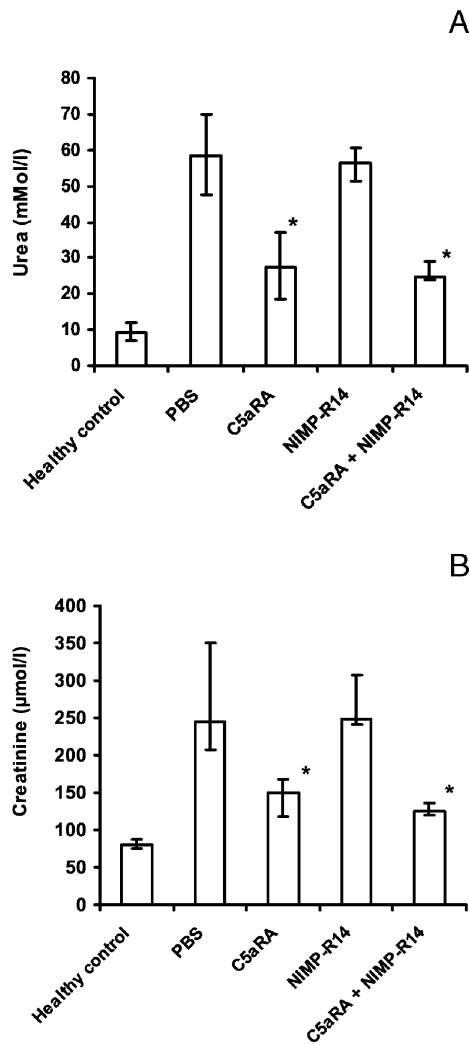 A
Urea (mMol/l)
80
70
60
50
40
30
20
10
0
*
*
Healthy control
PBS
C5aRA
NIMP-R14
C5aRA + NIMP-R14
B
Creatinine (µmol/l)
400
350
300
250
200
150
100
50
0
*
*
Healthy control
PBS
C5aRA
NIMP-R14
C5aRA + NIMP-R14